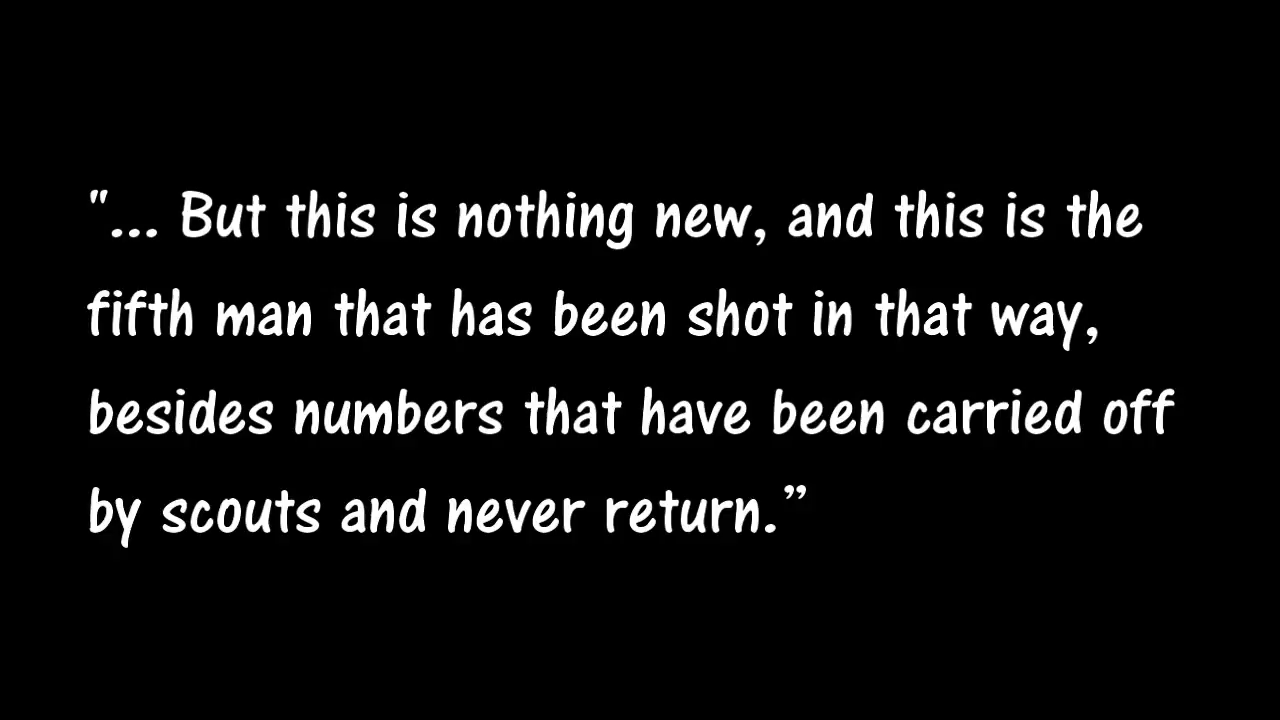 "... But this is nothing new, and this is the
fifth man that has been shot in that way,
besides numbers that have been carried off
by scouts and never return.”